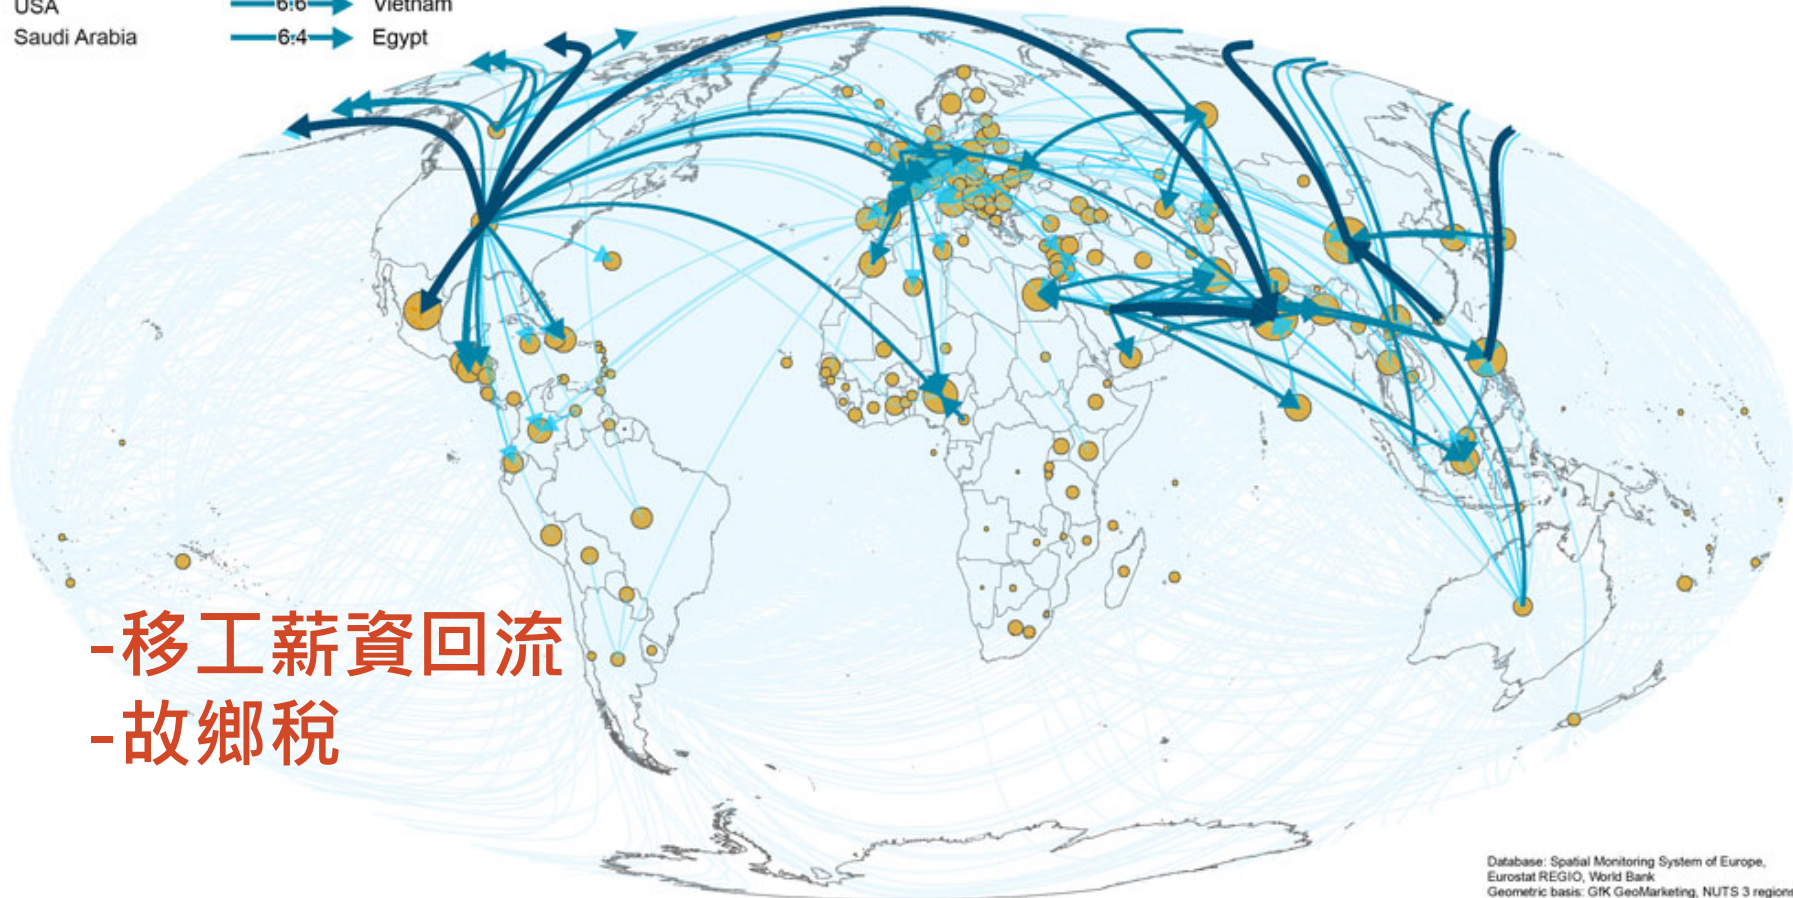 USA 6.6 Vietnam
Saudi Arabia 6.4 Egypt
-移工薪資回流
-故鄉稅
Database: Spatial Monitoring System of Europe,
Eurostat REGIO, World Bank
Geometric basis: GfK GeoMarketing, NUTS 3 regions